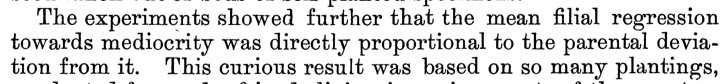 The experiments showed further that the mean filial regression
towards mediocrity was directly proportional to the parental devia-
tion from it. This curious result was based on so many plantings,